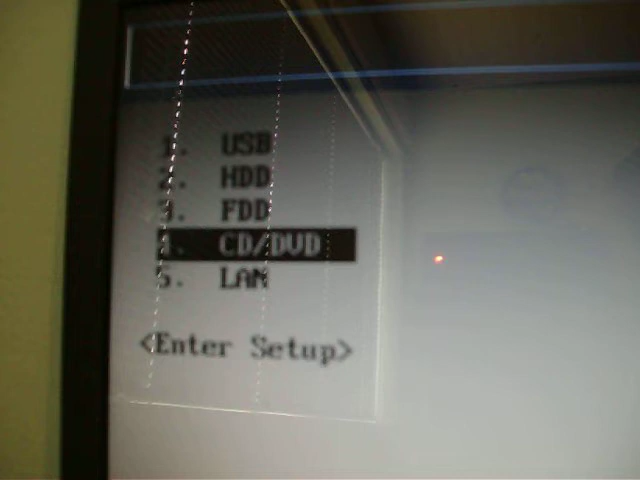 1. USB
2. HDD
3. FDD
4. CD/DVD
5. LAN
<Enter Setup>